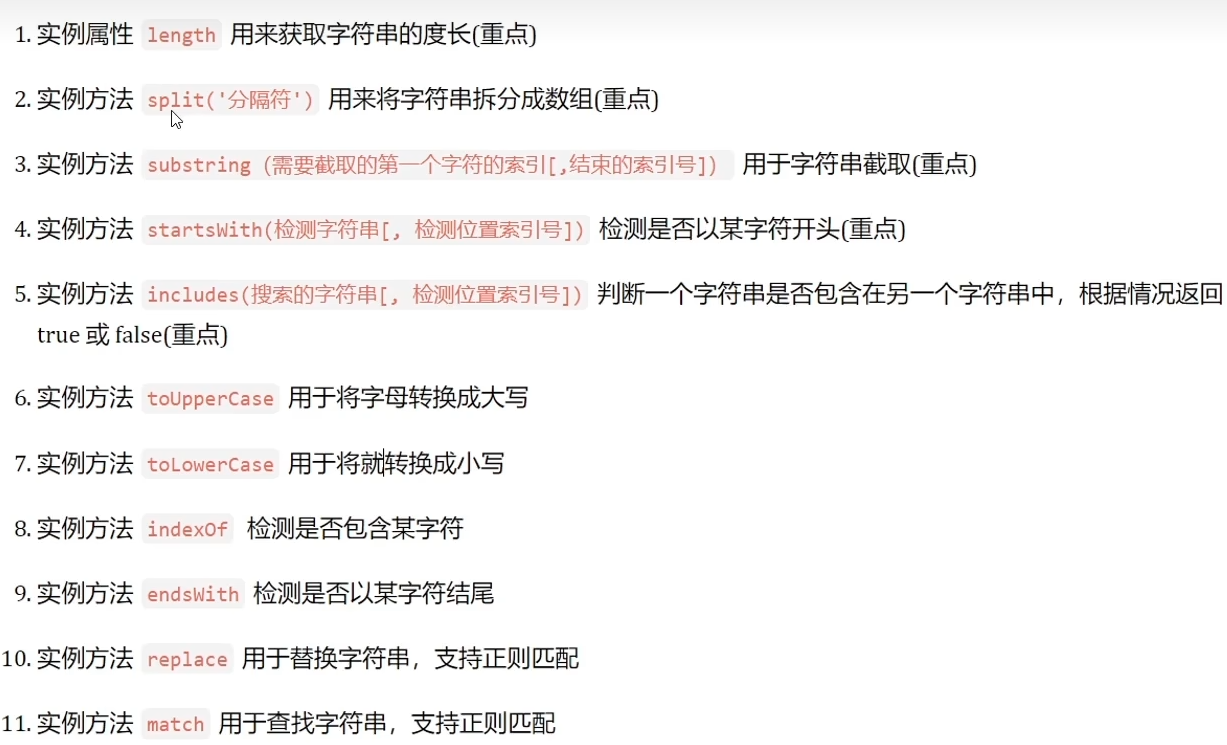 1. 实例属性 length 用来获取字符串的度长(重点)
2. 实例方法 split('分隔符') 用来将字符串拆分成数组(重点)
3. 实例方法 substring（需要截取的第一个字符的索引[,结束的索引号]） 用于字符串截取(重点)
4. 实例方法 startsWith(检测字符串[, 检测位置索引号]) 检测是否以某字符开头(重点)
5. 实例方法 includes(搜索的字符串[, 检测位置索引号]) 判断一个字符串是否包含在另一个字符串中，根据情况返回
true 或 false(重点)
6. 实例方法 toUpperCase 用于将字母转换成大写
7. 实例方法 toLowerCase 用于将就转换成小写
8. 实例方法 indexOf 检测是否包含某字符
9. 实例方法 endsWith 检测是否以某字符结尾
10. 实例方法 replace 用于替换字符串，支持正则匹配
11. 实例方法 match 用于查找字符串，支持正则匹配